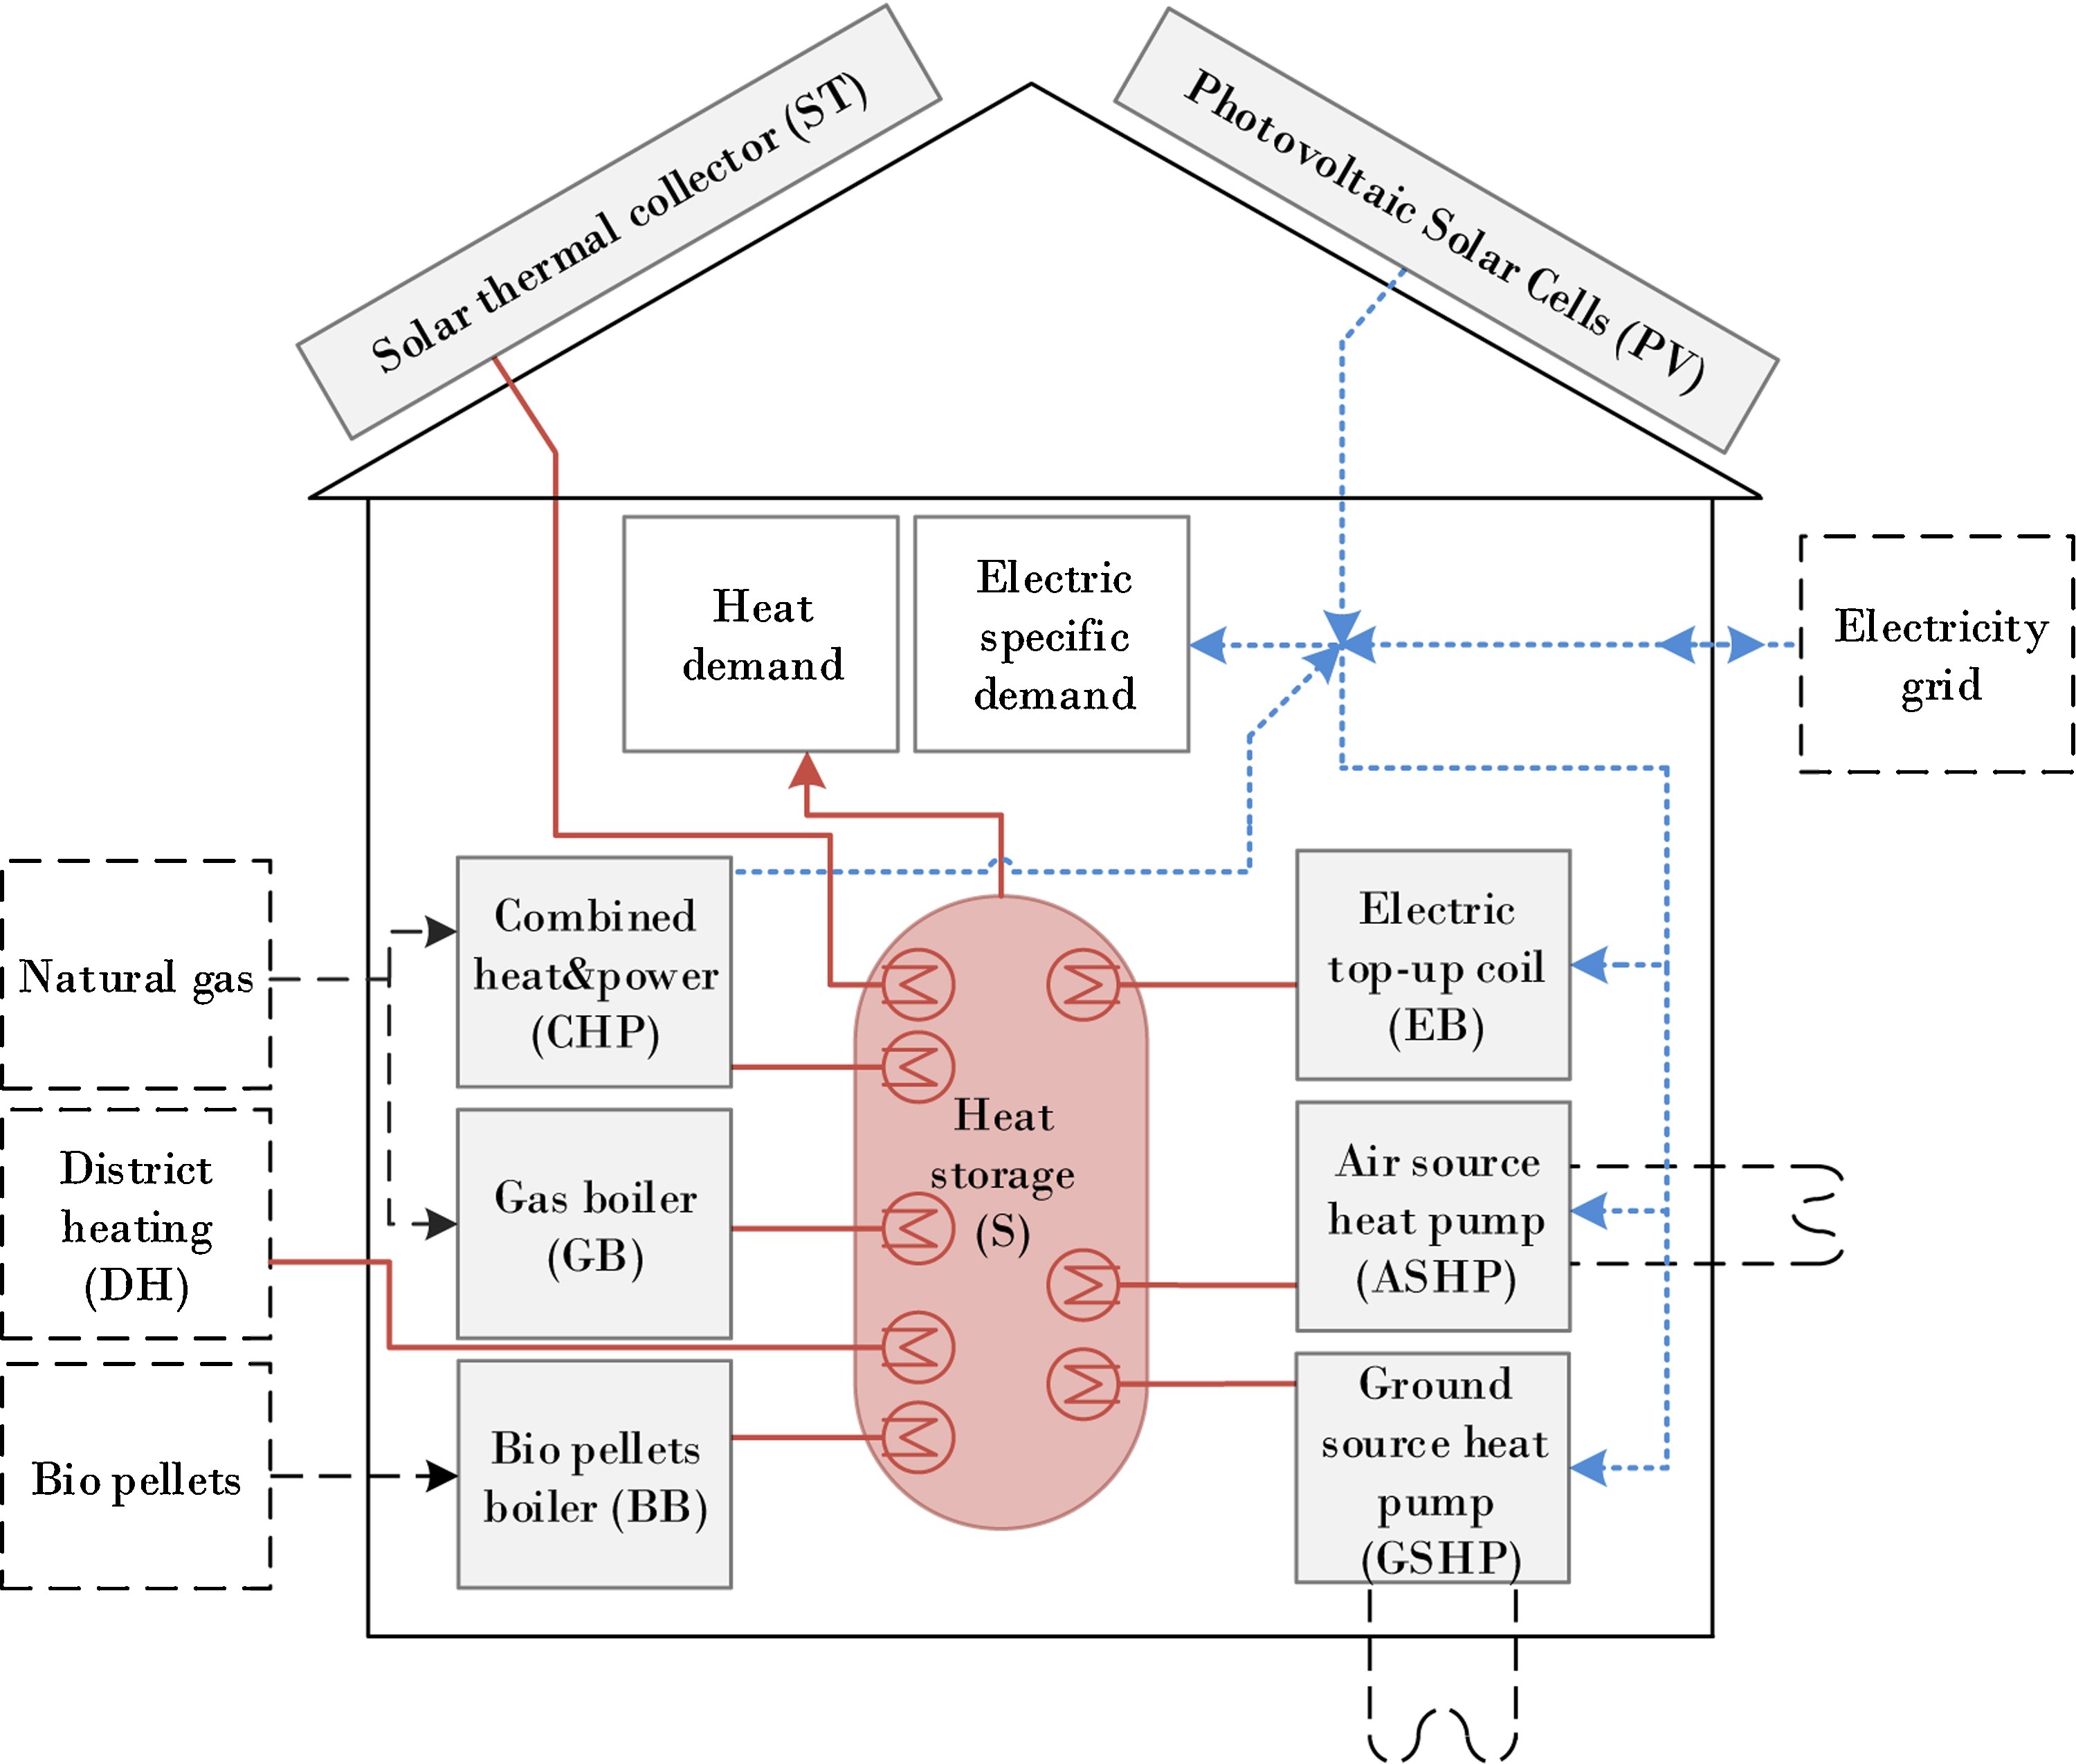 Solar thermal collector (ST)
Photovoltaic Solar Cells (PV)
Heat
demand
Electric
specific
demand
Electricity
grid
Natural gas
Combined
heat&power
(CHP)
Electric
top-up coil
(EB)
District
heating
(DH)
Gas boiler
(GB)
Heat
storage
(S)
Air source
heat pump
(ASHP)
Bio pellets
Bio pellets
boiler (BB)
Ground
source heat
pump
(GSHP)